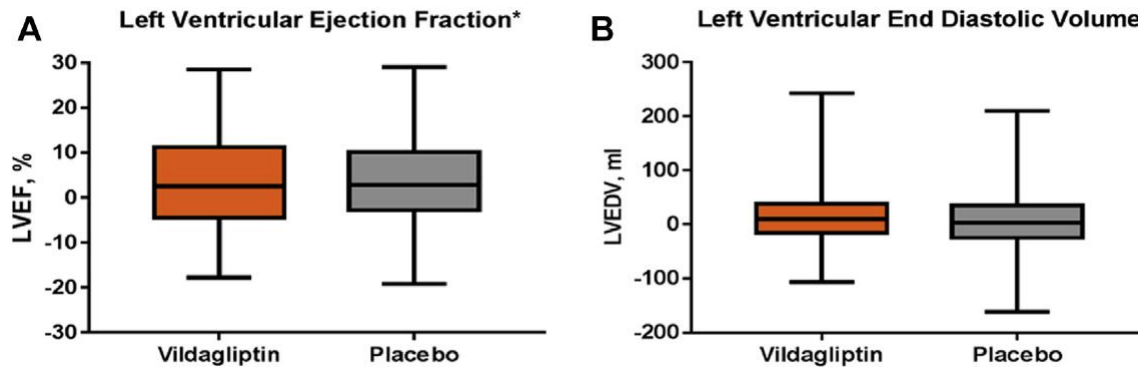 A
Left Ventricular Ejection Fraction*
LVEF, %
30
20
10
0
-10
-20
-30
Vildagliptin
Placebo
B
Left Ventricular End Diastolic Volume
LVEDV, ml
300
200
100
0
-100
-200
Vildagliptin
Placebo